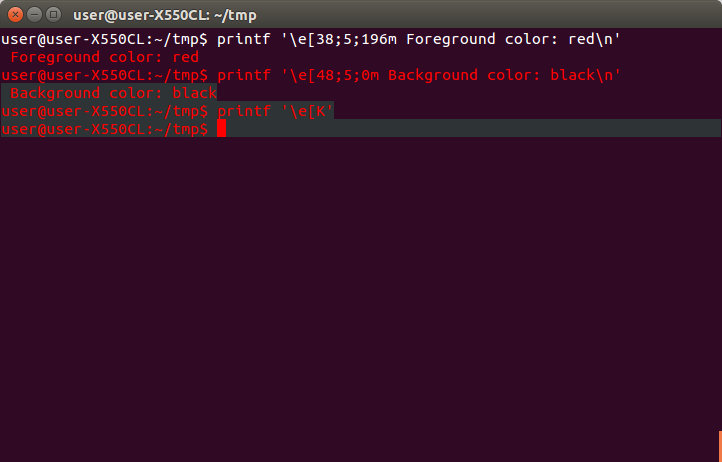 user@user-X550CL: ~/tmp
user@user-X550CL:~/tmp$ printf '\e[38;5;196m Foreground color: red\n'
 Foreground color: red
user@user-X550CL:~/tmp$ printf '\e[48;5;0m Background color: black\n'
 Background color: black
user@user-X550CL:~/tmp$ printf '\e[K'
user@user-X550CL:~/tmp$